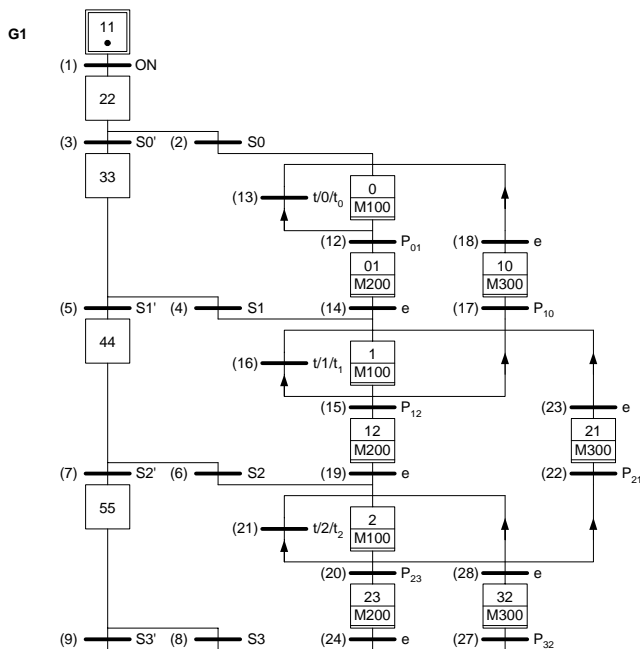 G1
11
(1) ON
22
(3) S0' (2) S0
33
0
M100
(13) t/0/t0
(12) P01 (18) e
01
M200
10
M300
(5) S1' (4) S1 (14) e (17) P10
44
1
M100
(16) t/1/t1
(15) P12 (23) e
12
M200
21
M300
(7) S2' (6) S2 (19) e (22) P21
55
2
M100
(21) t/2/t2
(20) P23 (28) e
23
M200
32
M300
(9) S3' (8) S3 (24) e (27) P32